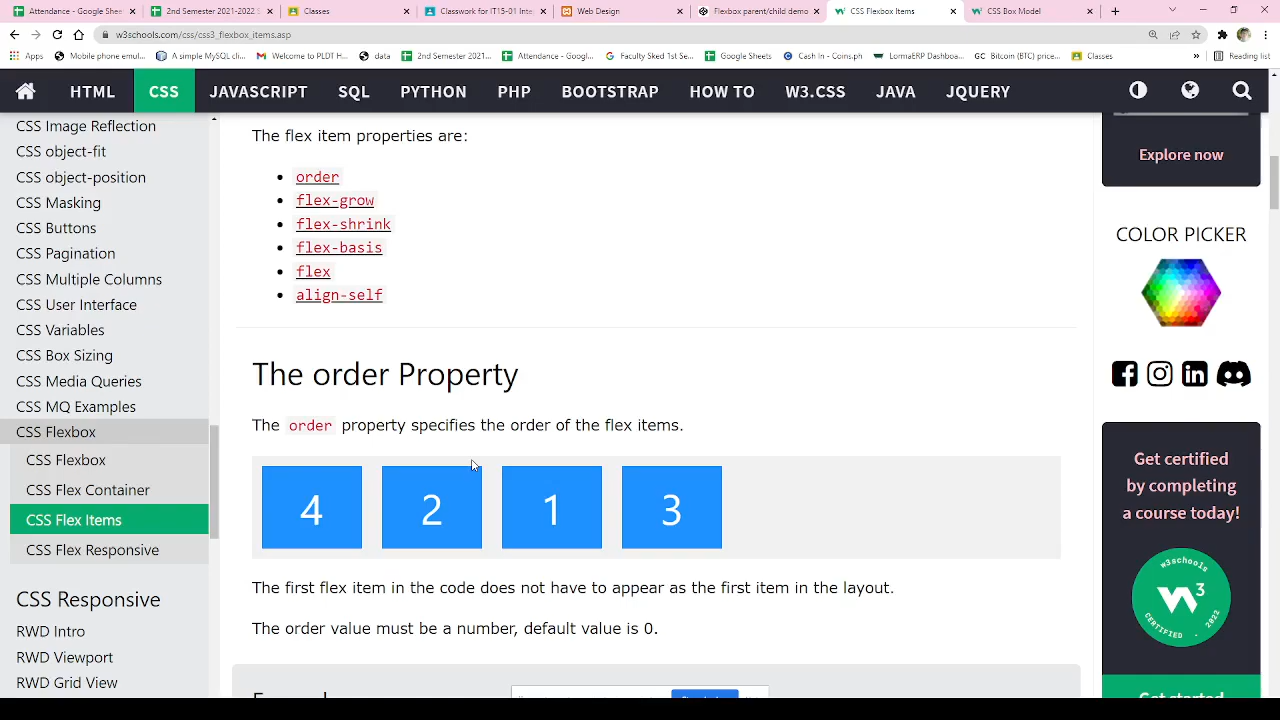 Attendance - Google Sheet
2nd Semester 2021-2022 S
Classes
Classwork for IT15-01 Inte
Web Design
Flexbox parent/child demo
CSS Flexbox Items
CSS Box Model
w3schools.com/css/css3_flexbox_items.asp
Apps
Mobile phone emul...
A simple MySQL cli...
Welcome to PLDT H...
data
2nd Semester 2021...
Attendance - Goog...
Faculty Sked 1st Se...
Google Sheets
Cash In - Coins.ph
LormaERP Dashboa...
Bitcoin (BTC) price...
Classes
Reading list
HTML
CSS
JAVASCRIPT
SQL
PYTHON
PHP
BOOTSTRAP
HOW TO
W3.CSS
JAVA
JQUERY
CSS Image Reflection
CSS object-fit
CSS object-position
CSS Masking
CSS Buttons
CSS Pagination
CSS Multiple Columns
CSS User Interface
CSS Variables
CSS Box Sizing
CSS Media Queries
CSS MQ Examples
CSS Flexbox
CSS Flexbox
CSS Flex Container
CSS Flex Items
CSS Flex Responsive
CSS Responsive
RWD Intro
RWD Viewport
RWD Grid View
The flex item properties are:
order
flex-grow
flex-shrink
flex-basis
flex
align-self
The order Property
The order property specifies the order of the flex items.
4
2
1
3
The first flex item in the code does not have to appear as the first item in the layout.
The order value must be a number, default value is 0.
Explore now
COLOR PICKER
Get certified
by completing
a course today!
w3schools
W3
CERTIFIED - 2022
Get started